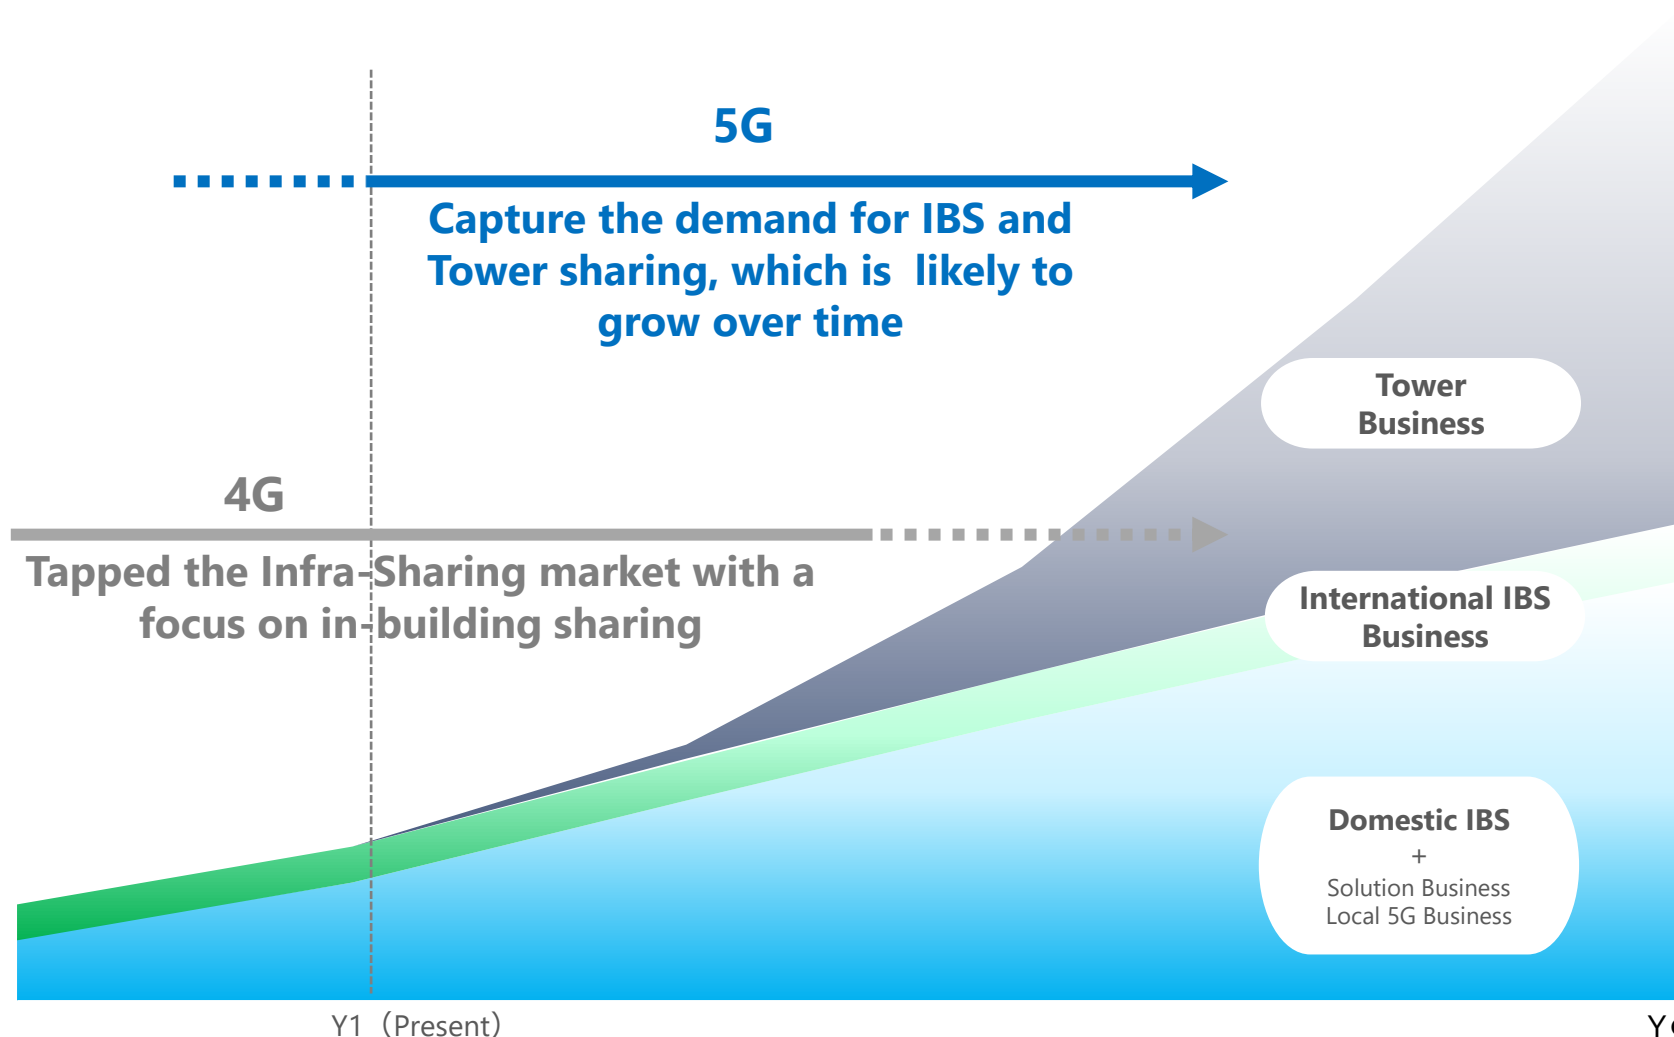 5G
Capture the demand for IBS and
Tower sharing, which is likely to
grow over time
Tower
Business
4G
Tapped the Infra-Sharing market with a
focus on in-building sharing
International IBS
Business
Domestic IBS
+
Solution Business
Local 5G Business
Y1（Present）